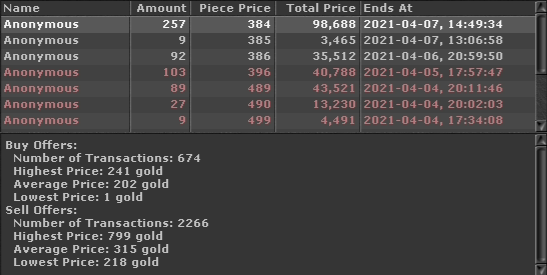 Name Amount Piece Price Total Price Ends At
Anonymous 257 384 98,688 2021-04-07, 14:49:34
Anonymous 9 385 3,465 2021-04-07, 13:06:58
Anonymous 92 386 35,512 2021-04-06, 20:59:50
Anonymous 103 396 40,788 2021-04-05, 17:57:47
Anonymous 89 489 43,521 2021-04-04, 20:11:46
Anonymous 27 490 13,230 2021-04-04, 20:02:03
Anonymous 9 499 4,491 2021-04-04, 17:34:08
Buy Offers:
Number of Transactions: 674
Highest Price: 241 gold
Average Price: 202 gold
Lowest Price: 1 gold
Sell Offers:
Number of Transactions: 2266
Highest Price: 799 gold
Average Price: 315 gold
Lowest Price: 218 gold